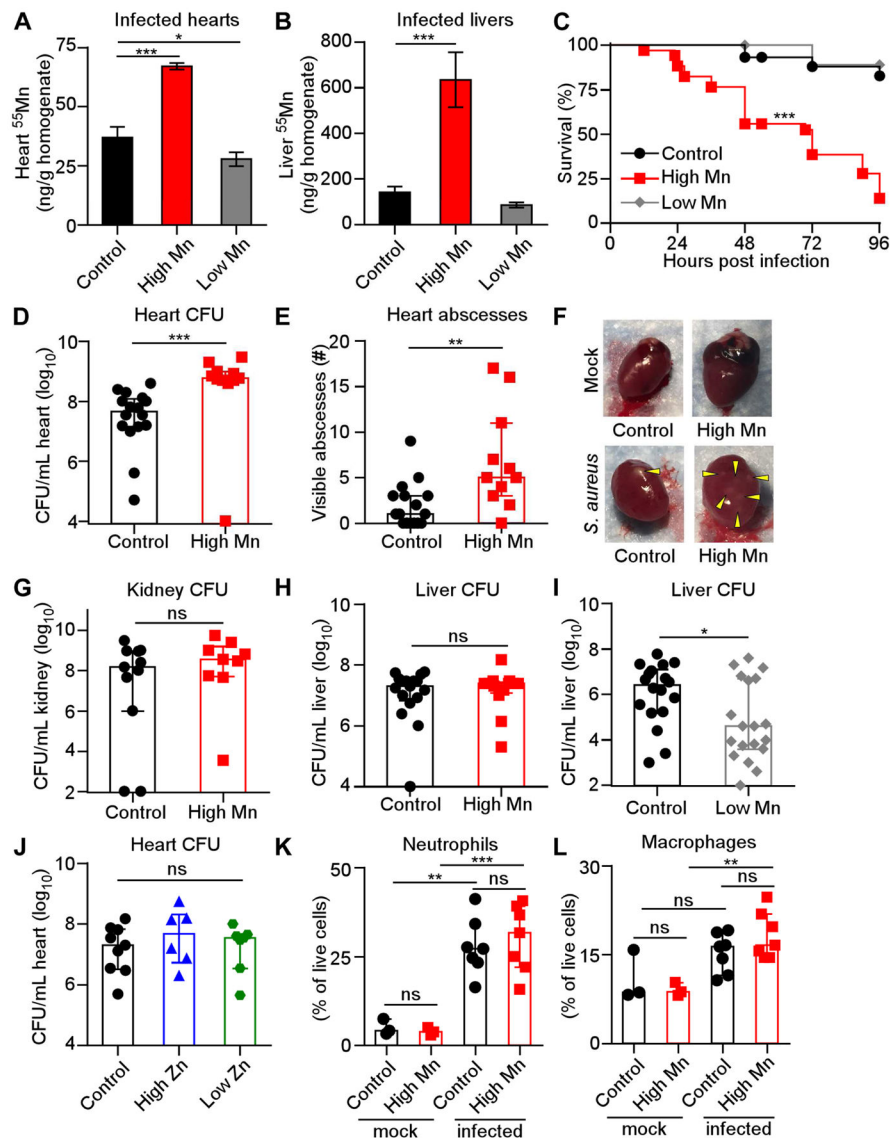 A
Infected hearts
*
***
Heart ⁵⁵Mn
(ng/g homogenate)
75
50
25
0
Control
High Mn
Low Mn
B
Infected livers
***
Liver ⁵⁵Mn
(ng/g homogenate)
800
600
400
200
0
Control
High Mn
Low Mn
C
Survival (%)
100
75
50
25
0
***
Control
High Mn
Low Mn
0 24 48 72 96
Hours post infection
D
Heart CFU
***
CFU/mL heart (log₁₀)
10
8
6
4
Control
High Mn
E
Heart abscesses
**
Visible abscesses (#)
20
15
10
5
0
Control
High Mn
F
Mock
Control
High Mn
S. aureus
Control
High Mn
G
Kidney CFU
ns
CFU/mL kidney (log₁₀)
10
8
6
4
2
Control
High Mn
H
Liver CFU
ns
CFU/mL liver (log₁₀)
10
8
6
4
Control
High Mn
I
Liver CFU
*
CFU/mL liver (log₁₀)
10
8
6
4
2
Control
Low Mn
J
Heart CFU
ns
CFU/mL heart (log₁₀)
10
8
6
4
Control
High Zn
Low Zn
K
Neutrophils
***
**
ns
ns
(% of live cells)
50
25
0
Control
High Mn
Control
High Mn
mock
infected
L
Macrophages
**
ns
ns
ns
(% of live cells)
30
15
0
Control
High Mn
Control
High Mn
mock
infected